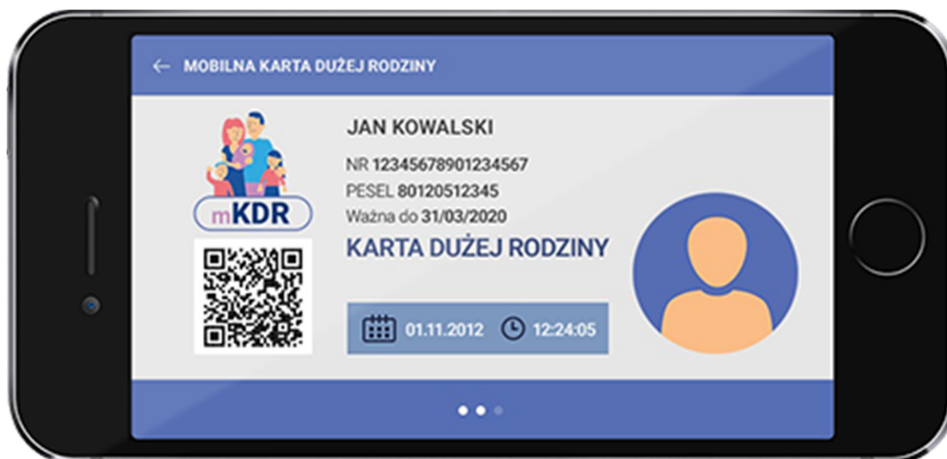 MOBILNA KARTA DUŻEJ RODZINY
JAN KOWALSKI
NR 12345678901234567
PESEL 80120512345
Ważna do 31/03/2020
mKDR
KARTA DUŻEJ RODZINY
01.11.2012 12:24:05